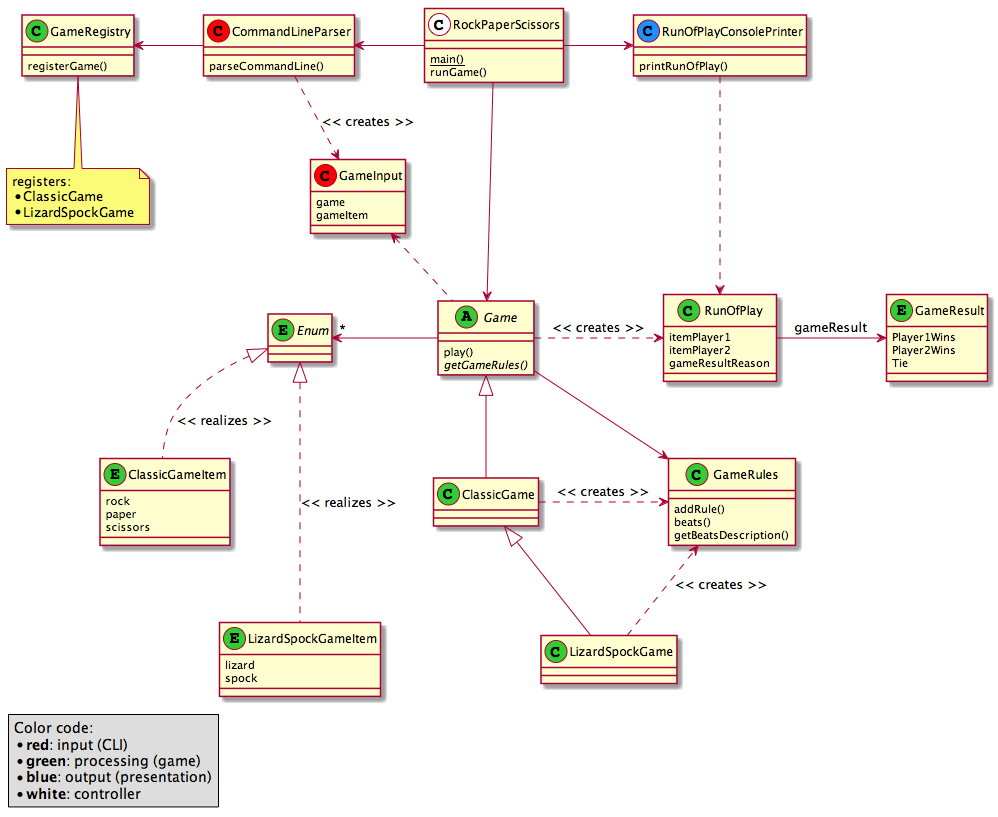 C GameRegistry
registerGame()
C CommandLineParser
parseCommandLine()
C RockPaperScissors
main()
runGame()
C RunOfPlayConsolePrinter
printRunOfPlay()
<< creates >>
registers:
• ClassicGame
• LizardSpockGame
C GameInput
game
gameItem
E Enum
*
A Game
play()
getGameRules()
<< creates >>
C RunOfPlay
itemPlayer1
itemPlayer2
gameResultReason
gameResult
E GameResult
Player1Wins
Player2Wins
Tie
<< realizes >>
E ClassicGameItem
rock
paper
scissors
<< realizes >>
C ClassicGame
<< creates >>
C GameRules
addRule()
beats()
getBeatsDescription()
<< creates >>
E LizardSpockGameItem
lizard
spock
C LizardSpockGame
Color code:
• red: input (CLI)
• green: processing (game)
• blue: output (presentation)
• white: controller